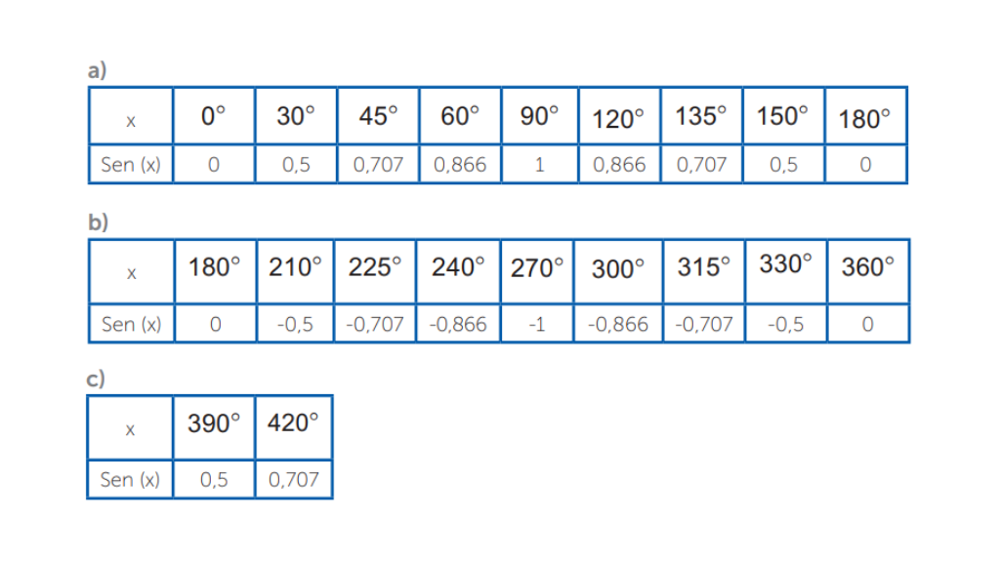 a)
x 0° 30° 45° 60° 90° 120° 135° 150° 180°
Sen (x) 0 0,5 0,707 0,866 1 0,866 0,707 0,5 0
b)
x 180° 210° 225° 240° 270° 300° 315° 330° 360°
Sen (x) 0 -0,5 -0,707 -0,866 -1 -0,866 -0,707 -0,5 0
c)
x 390° 420°
Sen (x) 0,5 0,707